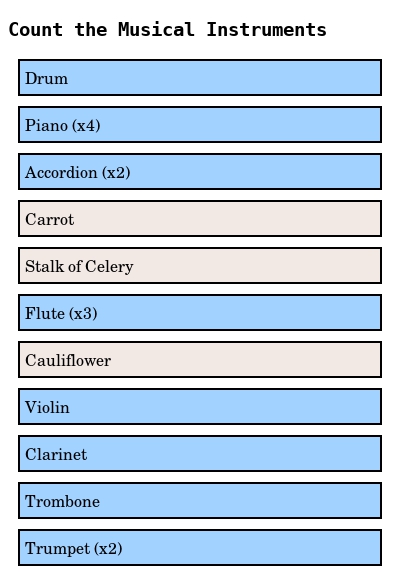 Count the Musical Instruments
Drum
Piano (x4)
Accordion (x2)
Carrot
Stalk of Celery
Flute (x3)
Cauliflower
Violin
Clarinet
Trombone
Trumpet (x2)